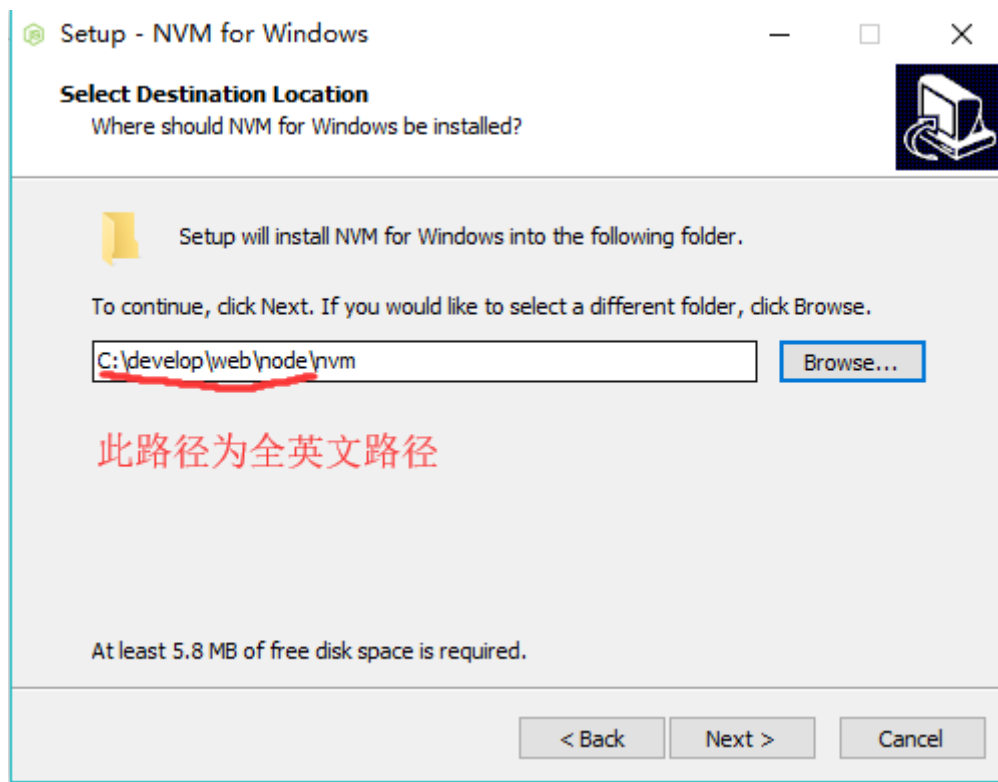 Setup - NVM for Windows
Select Destination Location
Where should NVM for Windows be installed?
Setup will install NVM for Windows into the following folder.
To continue, click Next. If you would like to select a different folder, click Browse.
C:\develop\web\node\nvm
Browse...
此路径为全英文路径
At least 5.8 MB of free disk space is required.
< Back
Next >
Cancel